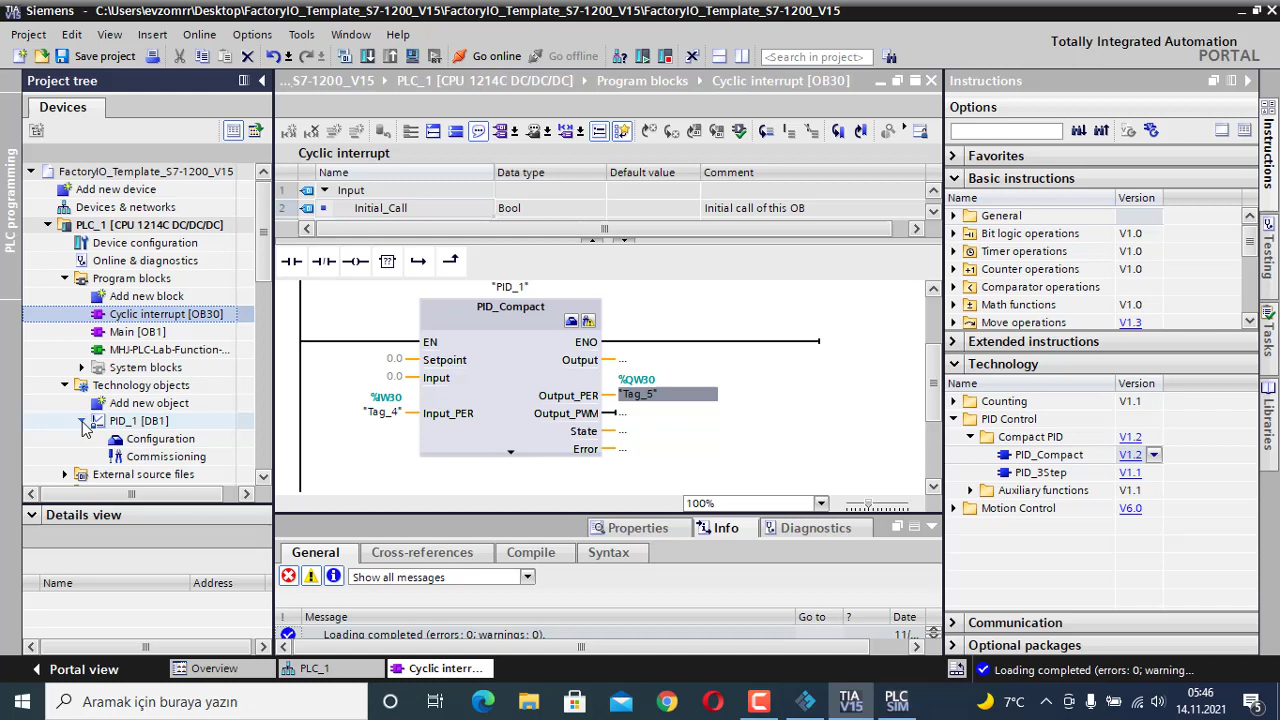 Siemens - C:\Users\evzomrr\Desktop\FactoryIO_Template_S7-1200_V15\FactoryIO_Template_S7-1200_V15\FactoryIO_Template_S7-1200_V15
Project Edit View Insert Online Options Tools Window Help
Totally Integrated Automation
PORTAL
Save project Go online Go offline <Search in project>
Project tree
...S7-1200_V15 PLC_1 [CPU 1214C DC/DC/DC] Program blocks Cyclic interrupt [OB30]
Instructions
Devices
Options
PLC programming
Cyclic interrupt
Name Data type Default value Comment
1 Input
2 Initial_Call Bool Initial call of this OB
FactoryIO_Template_S7-1200_V15
Add new device
Devices & networks
PLC_1 [CPU 1214C DC/DC/DC]
Device configuration
Online & diagnostics
Program blocks
Add new block
Cyclic interrupt [OB30]
Main [OB1]
MHJ-PLC-Lab-Function-...
System blocks
Technology objects
Add new object
PID_1 [DB1]
Configuration
Commissioning
External source files
Details view
Name Address
??
"PID_1"
PID_Compact
EN ENO
0.0 Setpoint Output ...
0.0 Input
%IW30
"Tag_4" Input_PER
%QW30
Output_PER "Tag_5"
Output_PWM ...
State ...
Error ...
100%
Properties Info Diagnostics
General Cross-references Compile Syntax
Show all messages
! Message Go to ? Date
Loading completed (errors: 0; warnings: 0). 11/...
Favorites
Basic instructions
Name Version
General
Bit logic operations V1.0
Timer operations V1.0
Counter operations V1.0
Comparator operations
Math functions V1.0
Move operations V1.3
Extended instructions
Technology
Name Version
Counting V1.1
PID Control
Compact PID V1.2
PID_Compact V1.2
PID_3Step V1.1
Auxiliary functions V1.1
Motion Control V6.0
Communication
Optional packages
Instructions
Testing
Tasks
Libraries
Portal view Overview PLC_1 Cyclic interr... Loading completed (errors: 0; warning...
Aramak için buraya yazın
TIA V15
PLC SIM
7°C
05:46
14.11.2021
5